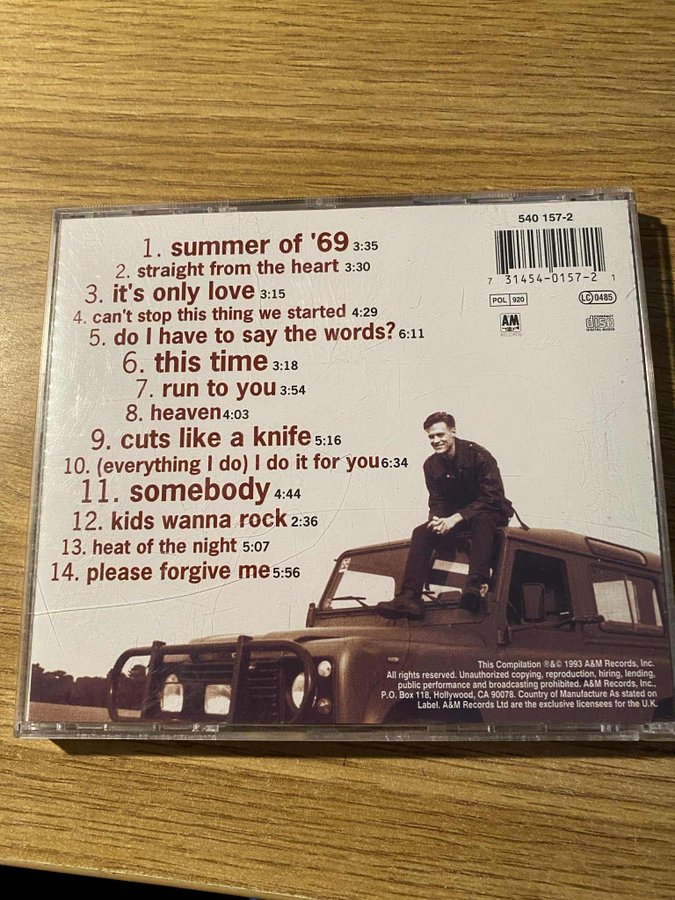 540 157-2
7 31454-0157-2 1
POL 920
LC 0485
AM
RECORDS
COMPACT
disc
DIGITAL AUDIO
1. summer of '69 3:35
2. straight from the heart 3:30
3. it's only love 3:15
4. can't stop this thing we started 4:29
5. do I have to say the words? 6:11
6. this time 3:18
7. run to you 3:54
8. heaven 4:03
9. cuts like a knife 5:16
10. (everything I do) I do it for you 6:34
11. somebody 4:44
12. kids wanna rock 2:36
13. heat of the night 5:07
14. please forgive me 5:56
This Compilation ℗&© 1993 A&M Records, Inc.
All rights reserved. Unauthorized copying, reproduction, hiring, lending,
public performance and broadcasting prohibited. A&M Records, Inc.,
P.O. Box 118, Hollywood, CA 90078. Country of Manufacture As stated on
Label. A&M Records Ltd are the exclusive licensees for the U.K.